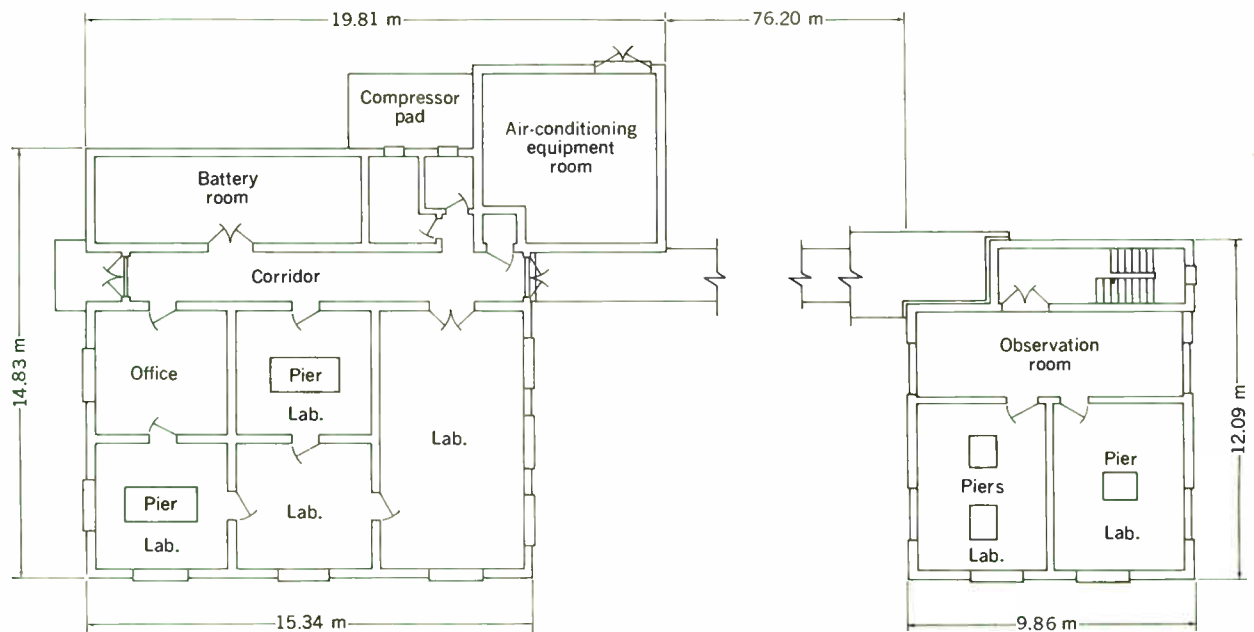 19.81 m
76.20 m
Compressor
pad
Air-conditioning
equipment
room
Battery
room
Corridor
14.83 m
Office
Pier
Lab.
Lab.
Pier
Lab.
Lab.
15.34 m
Observation
room
Piers
Lab.
Pier
Lab.
12.09 m
9.86 m